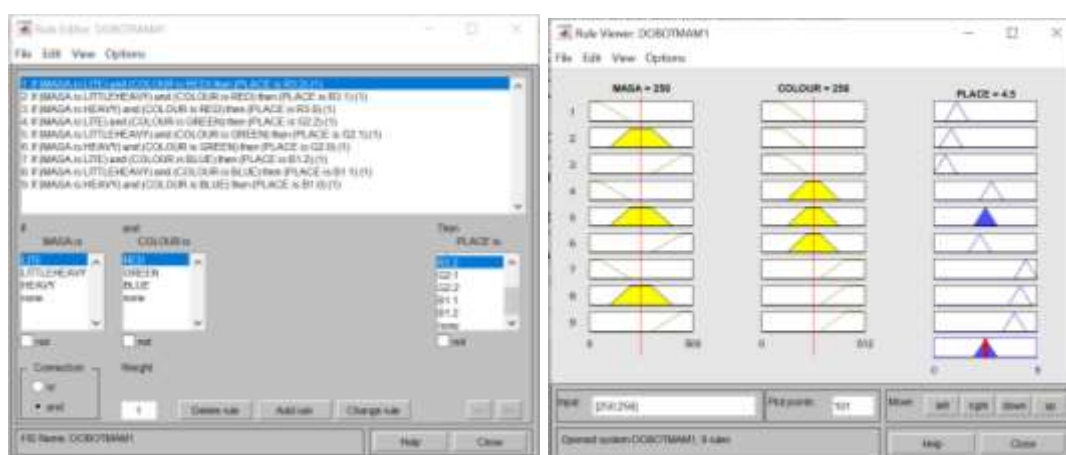 Rule Editor: DOBOTMAM1
File Edit View Options
1. If (MASA is LITE) and (COLOUR is RED) then (PLACE is R3.2) (1)
2. If (MASA is LITTLEHEAVY) and (COLOUR is RED) then (PLACE is R3.1) (1)
3. If (MASA is HEAVY) and (COLOUR is RED) then (PLACE is R3.0) (1)
4. If (MASA is LITE) and (COLOUR is GREEN) then (PLACE is G2.2) (1)
5. If (MASA is LITTLEHEAVY) and (COLOUR is GREEN) then (PLACE is G2.1) (1)
6. If (MASA is HEAVY) and (COLOUR is GREEN) then (PLACE is G2.0) (1)
7. If (MASA is LITE) and (COLOUR is BLUE) then (PLACE is B1.2) (1)
8. If (MASA is LITTLEHEAVY) and (COLOUR is BLUE) then (PLACE is B1.1) (1)
9. If (MASA is HEAVY) and (COLOUR is BLUE) then (PLACE is B1.0) (1)
If and Then
MASA is COLOUR is PLACE is
LITE
LITTLEHEAVY
HEAVY
none
RED
GREEN
BLUE
none
G2.1
G2.2
B1.1
B1.2
none
not not not
Connection Weight
or
and 1 Delete rule Add rule Change rule << >>
FIS Name: DOBOTMAM1 Help Close
Rule Viewer: DOBOTMAM1
File Edit View Options
MASA = 250 COLOUR = 256 PLACE = 4.5
1
2
3
4
5
6
7
8
9
0 500 0 512
0 9
Input: [250;256] Plot points: 101 Move: left right down up
Opened system DOBOTMAM1, 9 rules Help Close